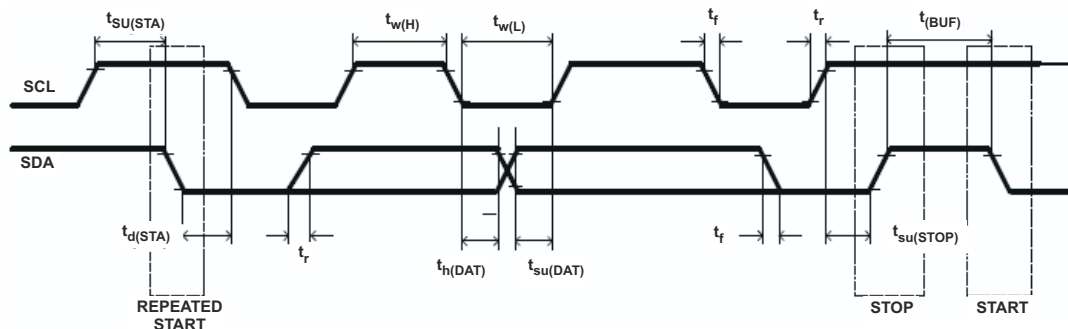 tSU(STA)
tw(H)
tw(L)
tf
tr
t(BUF)
SCL
SDA
td(STA)
tr
th(DAT)
tsu(DAT)
tf
tsu(STOP)
REPEATED
START
STOP
START